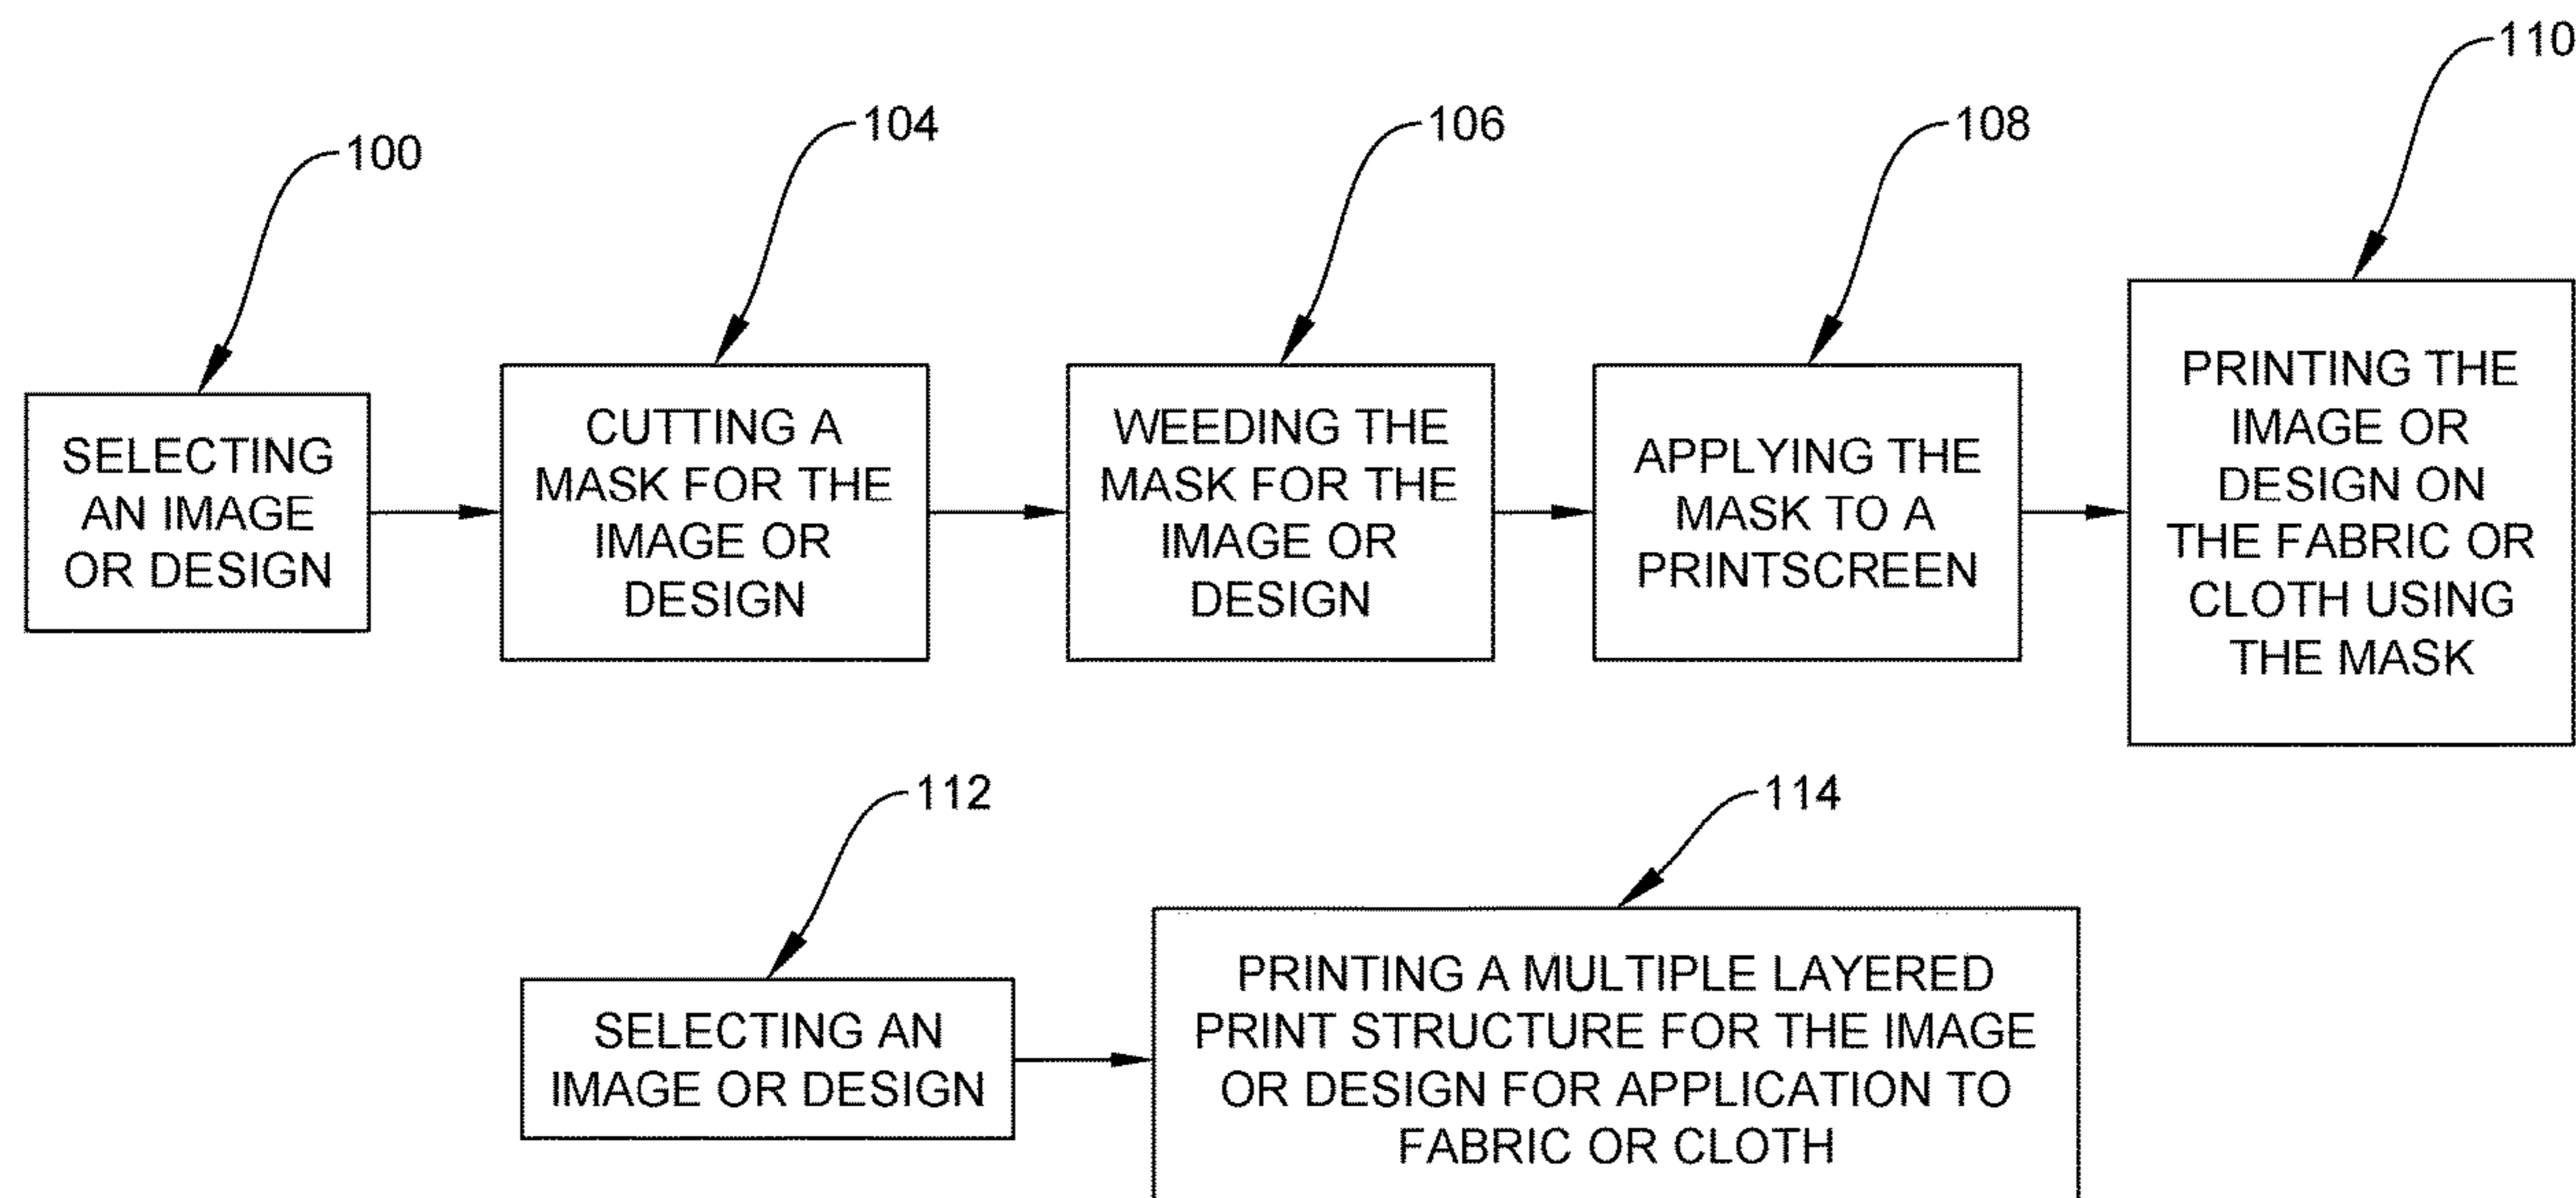 110
104
106
108
100
SELECTING
AN IMAGE
OR DESIGN
CUTTING A
MASK FOR THE
IMAGE OR
DESIGN
WEEDING THE
MASK FOR THE
IMAGE OR
DESIGN
APPLYING THE
MASK TO A
PRINTSCREEN
PRINTING THE
IMAGE OR
DESIGN ON
THE FABRIC OR
CLOTH USING
THE MASK
112
114
SELECTING AN
IMAGE OR DESIGN
PRINTING A MULTIPLE LAYERED
PRINT STRUCTURE FOR THE IMAGE
OR DESIGN FOR APPLICATION TO
FABRIC OR CLOTH